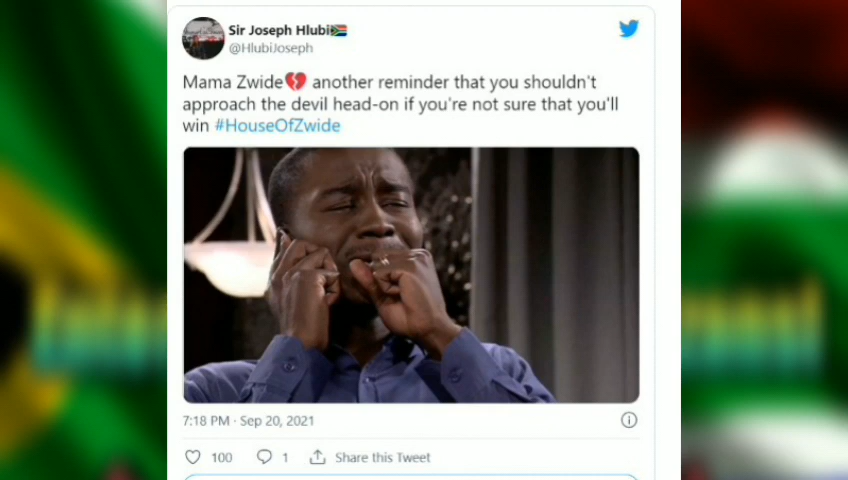 Sir Joseph Hlubi🇿🇦
@HlubiJoseph
Mama Zwide💔 another reminder that you shouldn't
approach the devil head-on if you're not sure that you'll
win #HouseOfZwide
7:18 PM · Sep 20, 2021
100 1 Share this Tweet